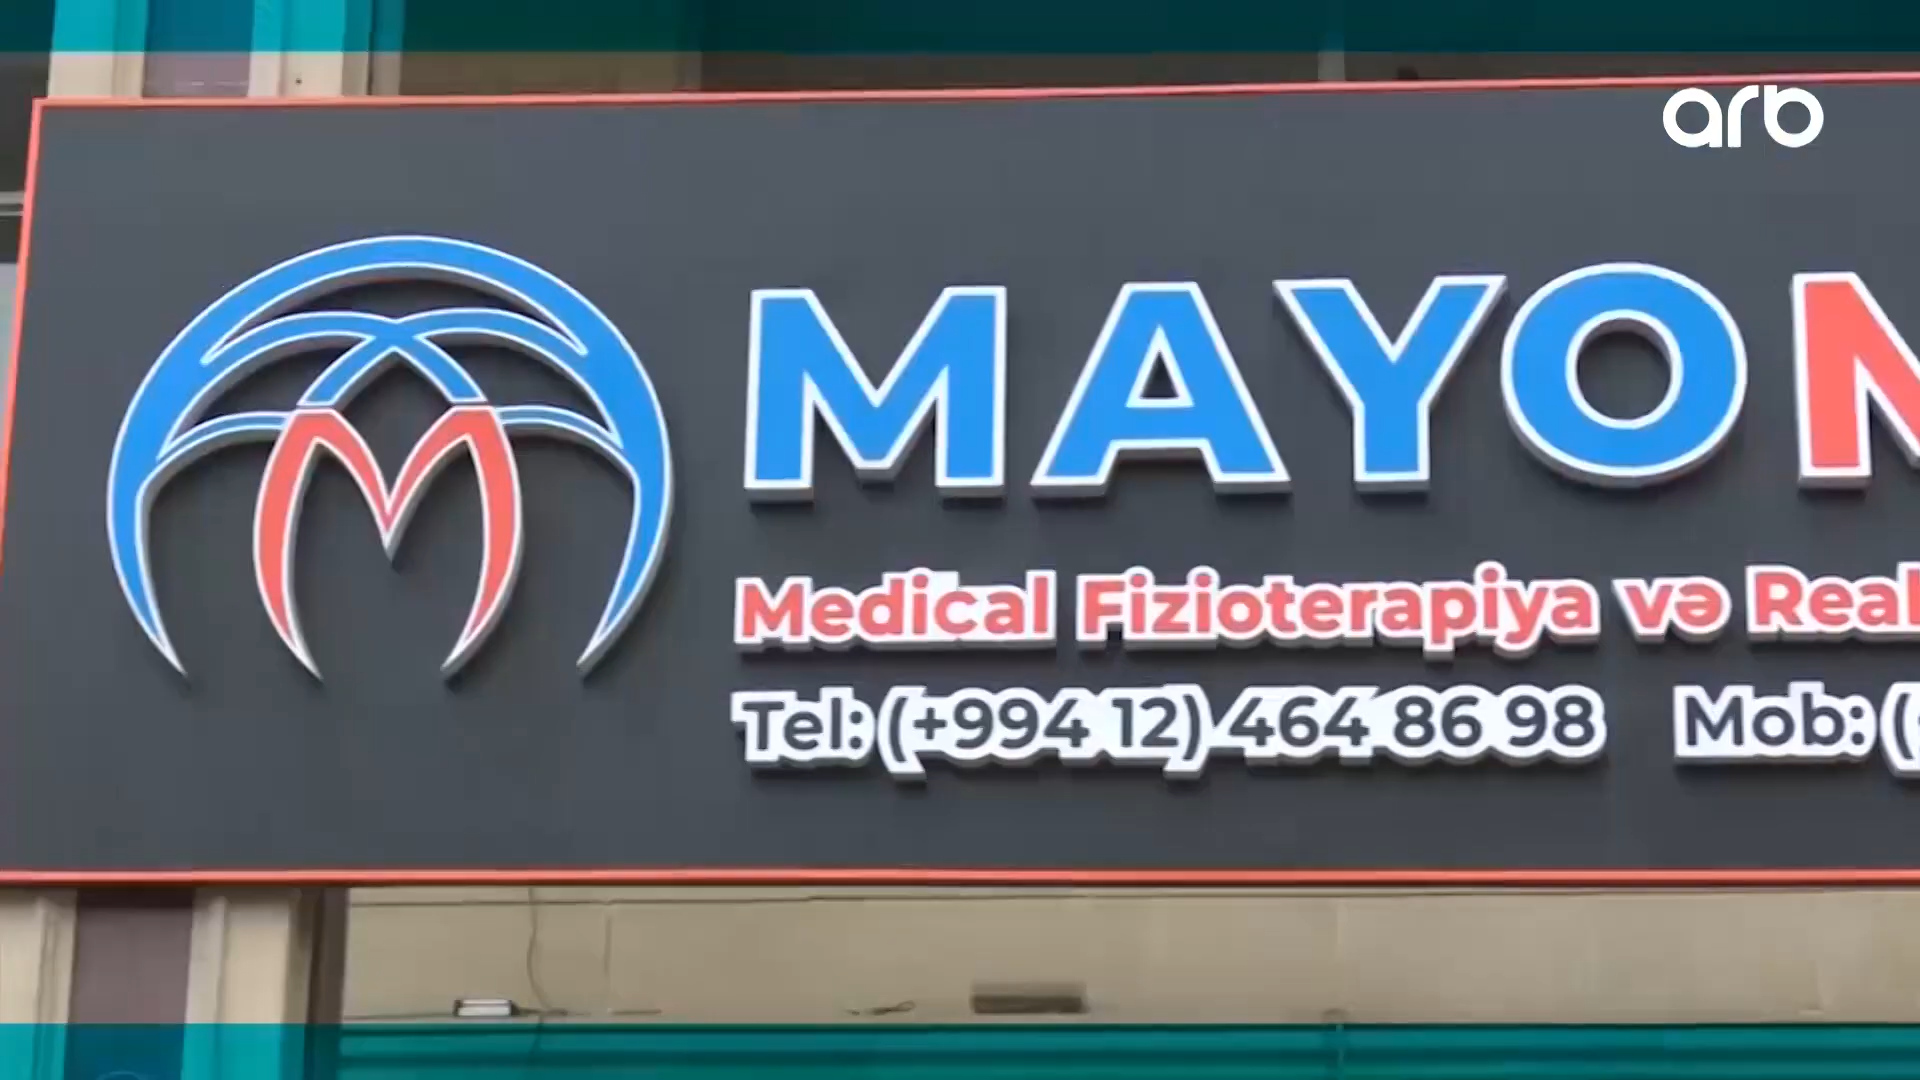 arb
MAYO
Medical Fizioterapiya və
Tel: (+994 12) 464 86 98 Mob: (